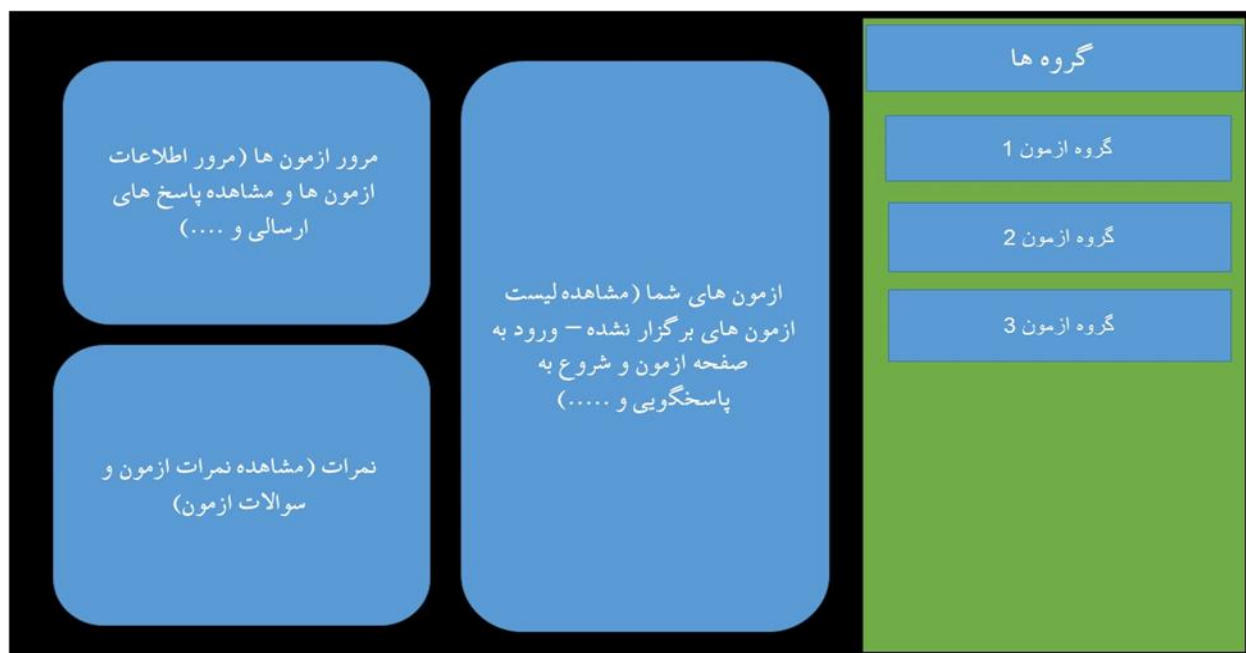 گروه ها
گروه ازمون 1
گروه ازمون 2
گروه ازمون 3
ازمون های شما (مشاهده لیست
ازمون های برگزار نشده – ورود به
صفحه ازمون و شروع به
پاسخگویی و .....)
مرور ازمون ها (مرور اطلاعات
ازمون ها و مشاهده پاسخ های
ارسالی و ....)
نمرات (مشاهده نمرات ازمون و
سوالات ازمون)